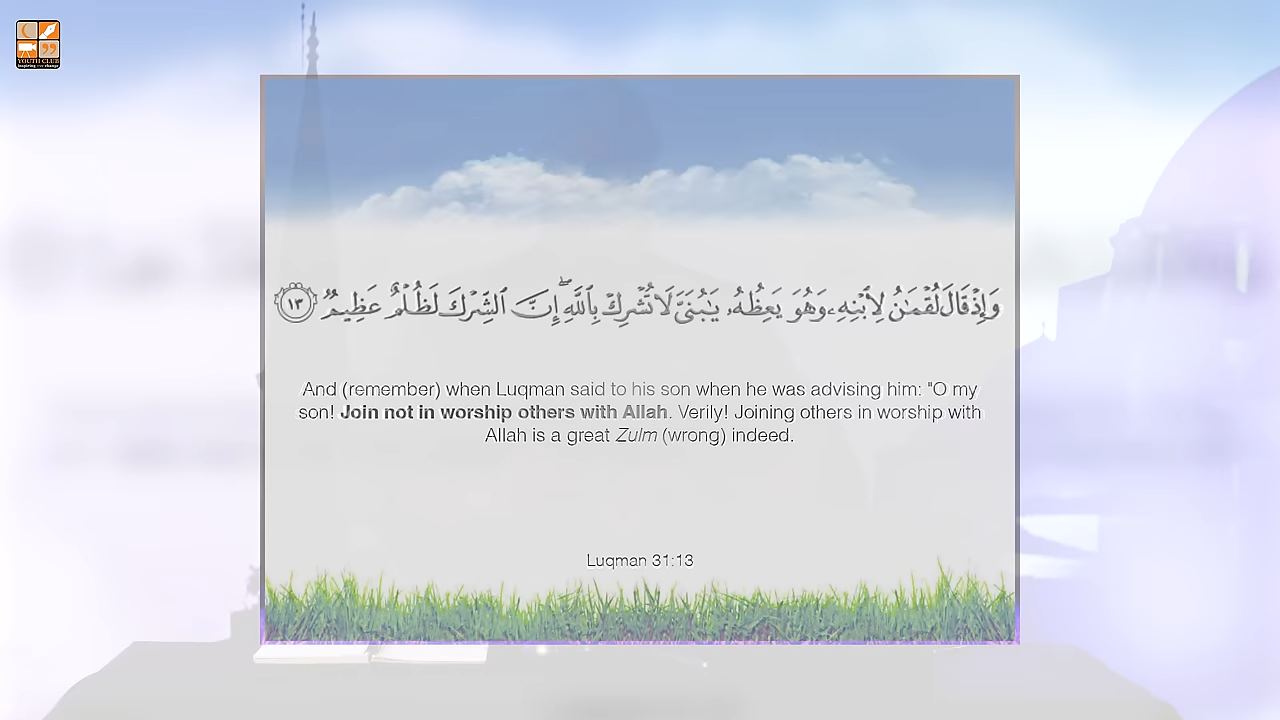 YOUTH CLUB
وَإِذْ قَالَ لُقْمَـٰنُ لِٱبْنِهِۦ وَهُوَ يَعِظُهُۥ يَـٰبُنَىَّ لَا تُشْرِكْ بِٱللَّهِ ۖ إِنَّ ٱلشِّرْكَ لَظُلْمٌ عَظِيمٌ ١٣
And (remember) when Luqman said to his son when he was advising him: "O my
son! Join not in worship others with Allah. Verily! Joining others in worship with
Allah is a great Zulm (wrong) indeed.
Luqman 31:13